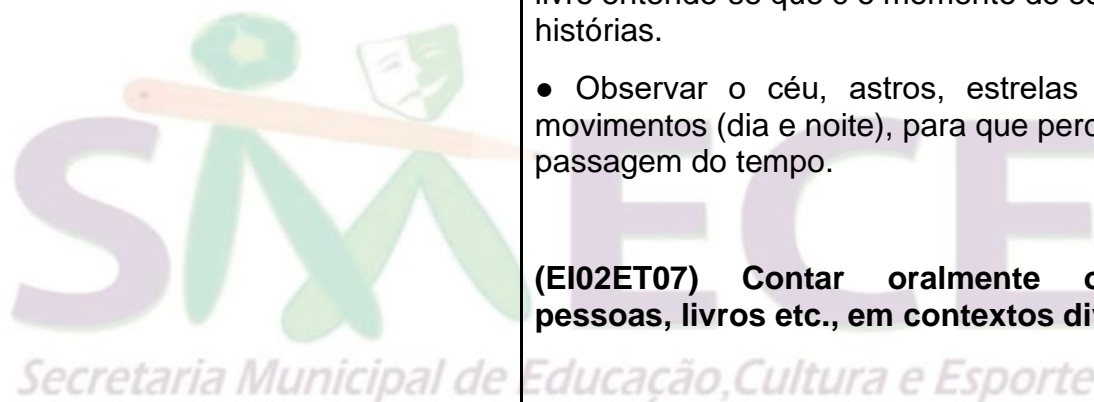 histórias.
● Observar o céu, astros, estrelas
movimentos (dia e noite), para que
passagem do tempo.
(EI02ET07) Contar oralmente
pessoas, livros etc., em contextos
SMECE
Secretaria Municipal de Educação,Cultura e Esporte